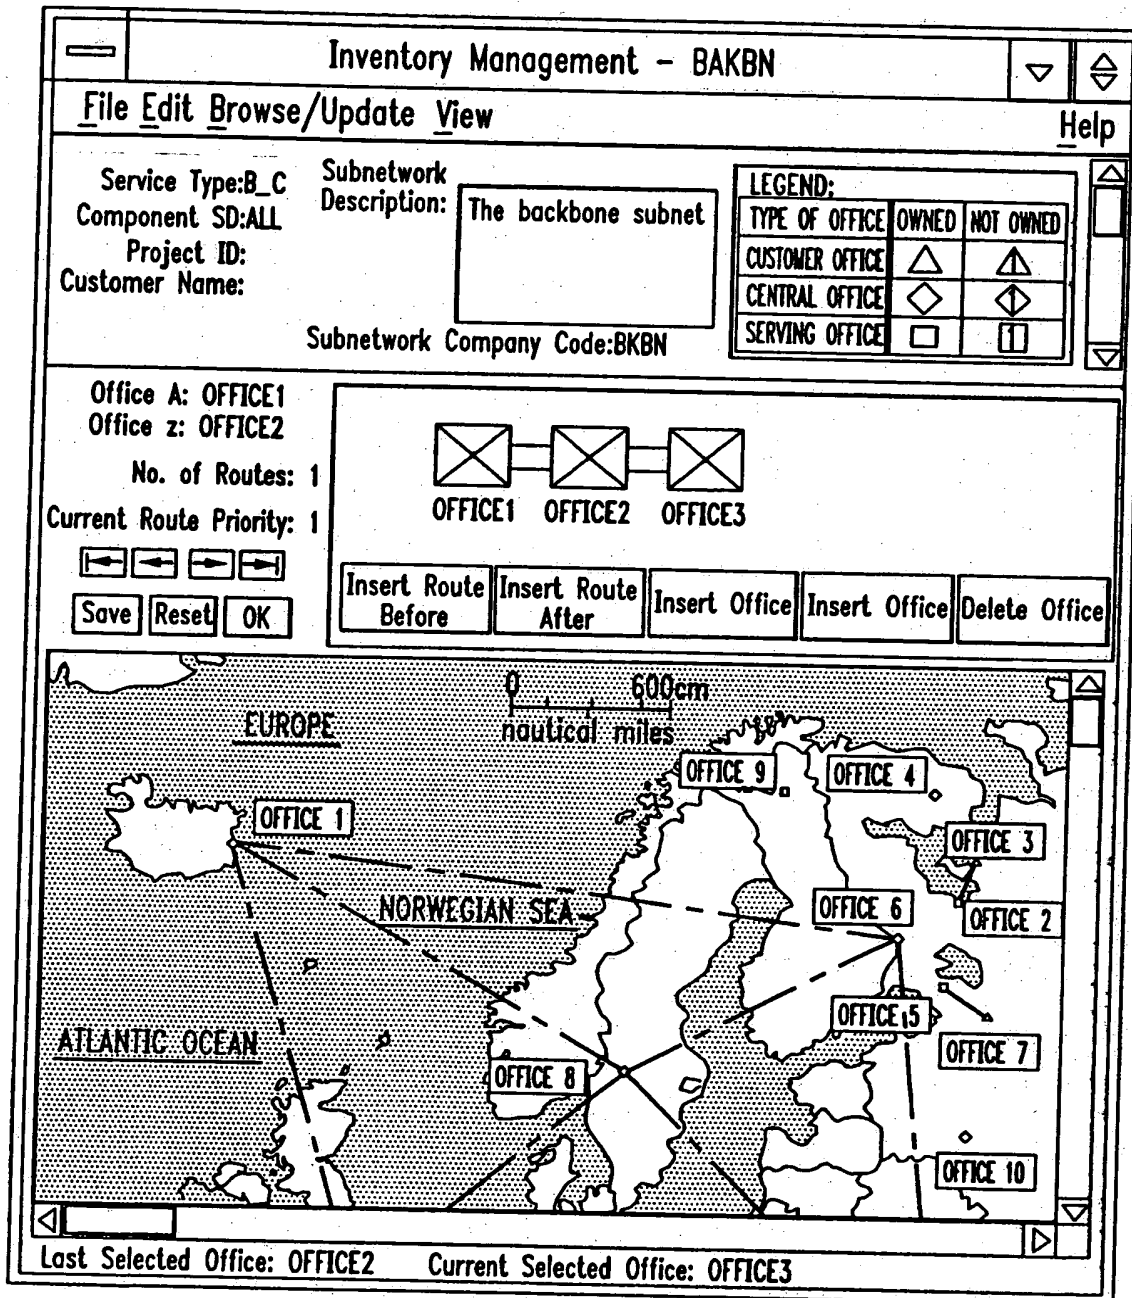 Inventory Management - BAKBN
File Edit Browse/Update View Help
Service Type:B_C
Component SD:ALL
Project ID:
Customer Name:
Subnetwork
Description:
The backbone subnet
Subnetwork Company Code:BKBN
LEGEND:
TYPE OF OFFICE OWNED NOT OWNED
CUSTOMER OFFICE
CENTRAL OFFICE
SERVING OFFICE
Office A: OFFICE1
Office z: OFFICE2
No. of Routes: 1
Current Route Priority: 1
Save Reset OK
OFFICE1 OFFICE2 OFFICE3
Insert Route
Before
Insert Route
After
Insert Office
Insert Office
Delete Office
0 600cm
nautical miles
EUROPE
OFFICE 9
OFFICE 4
OFFICE 1
OFFICE 3
NORWEGIAN SEA
OFFICE 6
OFFICE 2
ATLANTIC OCEAN
OFFICE 5
OFFICE 7
OFFICE 8
OFFICE 10
Last Selected Office: OFFICE2 Current Selected Office: OFFICE3